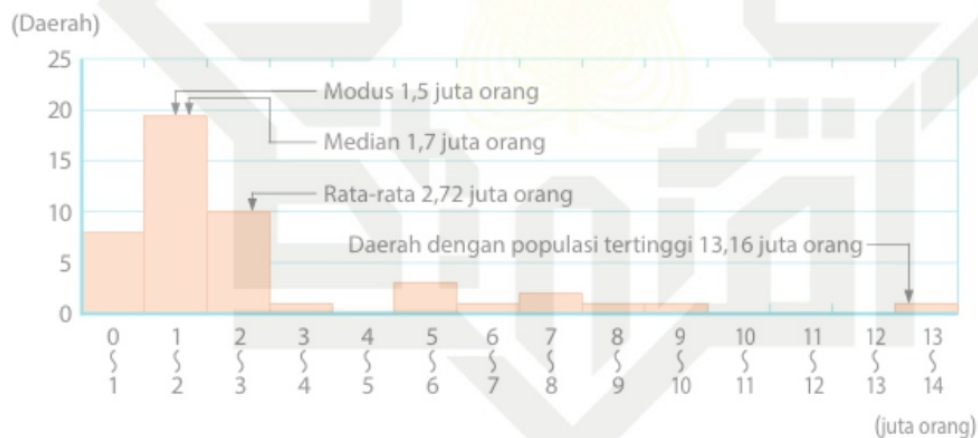 (Daerah)
25
20
15
10
5
0
Modus 1,5 juta orang
Median 1,7 juta orang
Rata-rata 2,72 juta orang
Daerah dengan populasi tertinggi 13,16 juta orang
0 1 2 3 4 5 6 7 8 9 10 11 12 13
1 2 3 4 5 6 7 8 9 10 11 12 13 14
(juta orang)